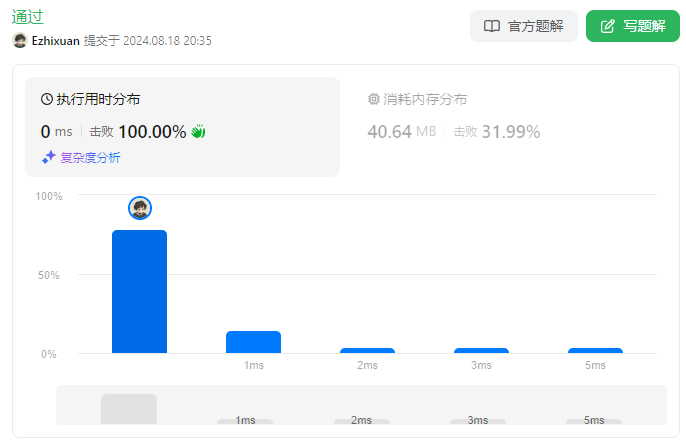 通过
Ezhixuan 提交于 2024.08.18 20:35
官方题解
写题解
执行用时分布
0 ms 击败 100.00%
复杂度分析
消耗内存分布
40.64 MB 击败 31.99%
100%
50%
0%
1ms 2ms 3ms 5ms
1ms 2ms 3ms 5ms